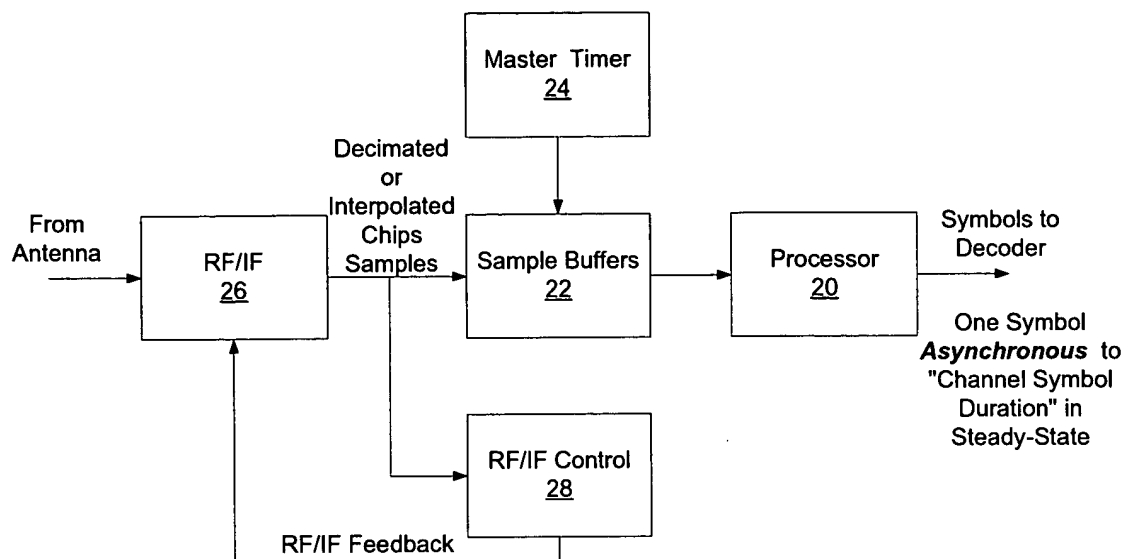 Master Timer
24
Decimated
or
Interpolated
Chips
Samples
From
Antenna
RF/IF
26
Sample Buffers
22
Processor
20
Symbols to
Decoder
One Symbol
Asynchronous to
"Channel Symbol
Duration" in
Steady-State
RF/IF Control
28
RF/IF Feedback